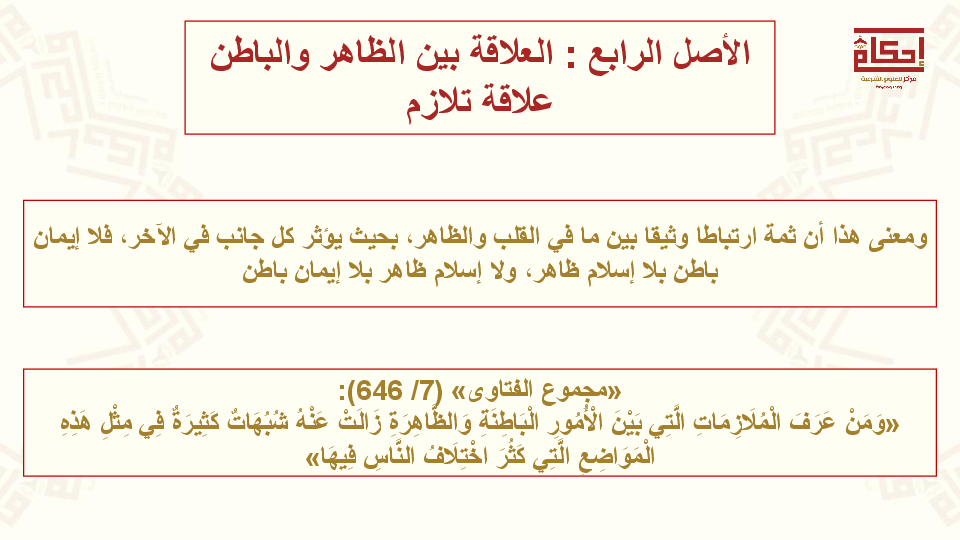 الأصل الرابع : العلاقة بين الظاهر والباطن
علاقة تلازم
إحكام
مركز للعلوم الشرعية
ومعنى هذا أن ثمة ارتباطا وثيقا بين ما في القلب والظاهر، بحيث يؤثر كل جانب في الآخر، فلا إيمان
باطن بلا إسلام ظاهر، ولا إسلام ظاهر بلا إيمان باطن
«مجموع الفتاوى» (7/ 646):
«وَمَنْ عَرَفَ الْمُلَازِمَاتِ الَّتِي بَيْنَ الْأُمُورِ الْبَاطِنَةِ وَالظَّاهِرَةِ زَالَتْ عَنْهُ شُبُهَاتٌ كَثِيرَةٌ فِي مِثْلِ هَذِهِ
الْمَوَاضِعِ الَّتِي كَثُرَ اخْتِلَافُ النَّاسِ فِيهَا»